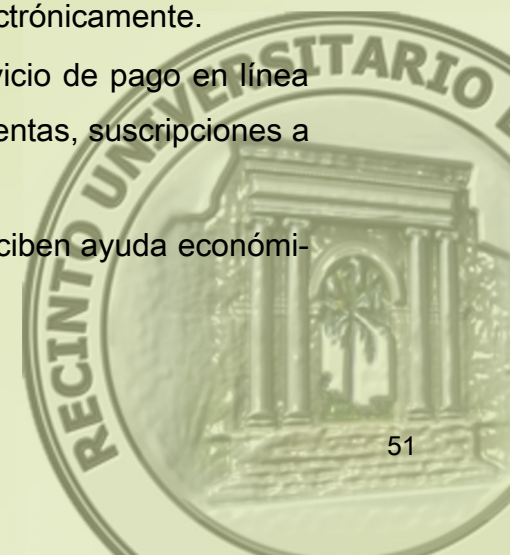 ctrónicamente.
vicio de pago en línea
entas, suscripciones a
ciben ayuda económi-
RECINTO UNIVERSITARIO
51